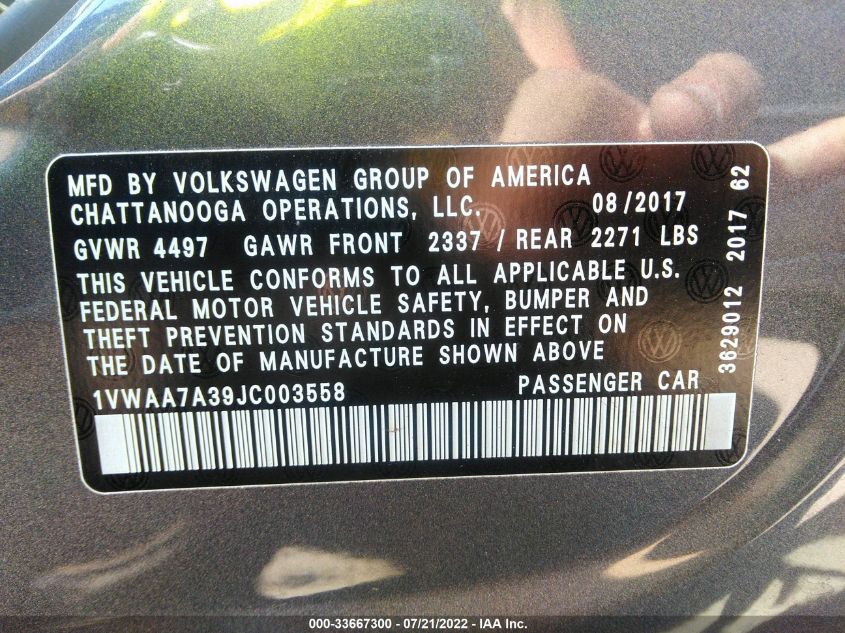 MFD BY VOLKSWAGEN GROUP OF AMERICA
CHATTANOOGA OPERATIONS, LLC. 08/2017
GVWR 4497 GAWR FRONT 2337 / REAR 2271 LBS
THIS VEHICLE CONFORMS TO ALL APPLICABLE U.S.
FEDERAL MOTOR VEHICLE SAFETY, BUMPER AND
THEFT PREVENTION STANDARDS IN EFFECT ON
THE DATE OF MANUFACTURE SHOWN ABOVE
1VWAA7A39JC003558 PASSENGER CAR
3629012 2017 62
000-33667300 - 07/21/2022 - IAA Inc.